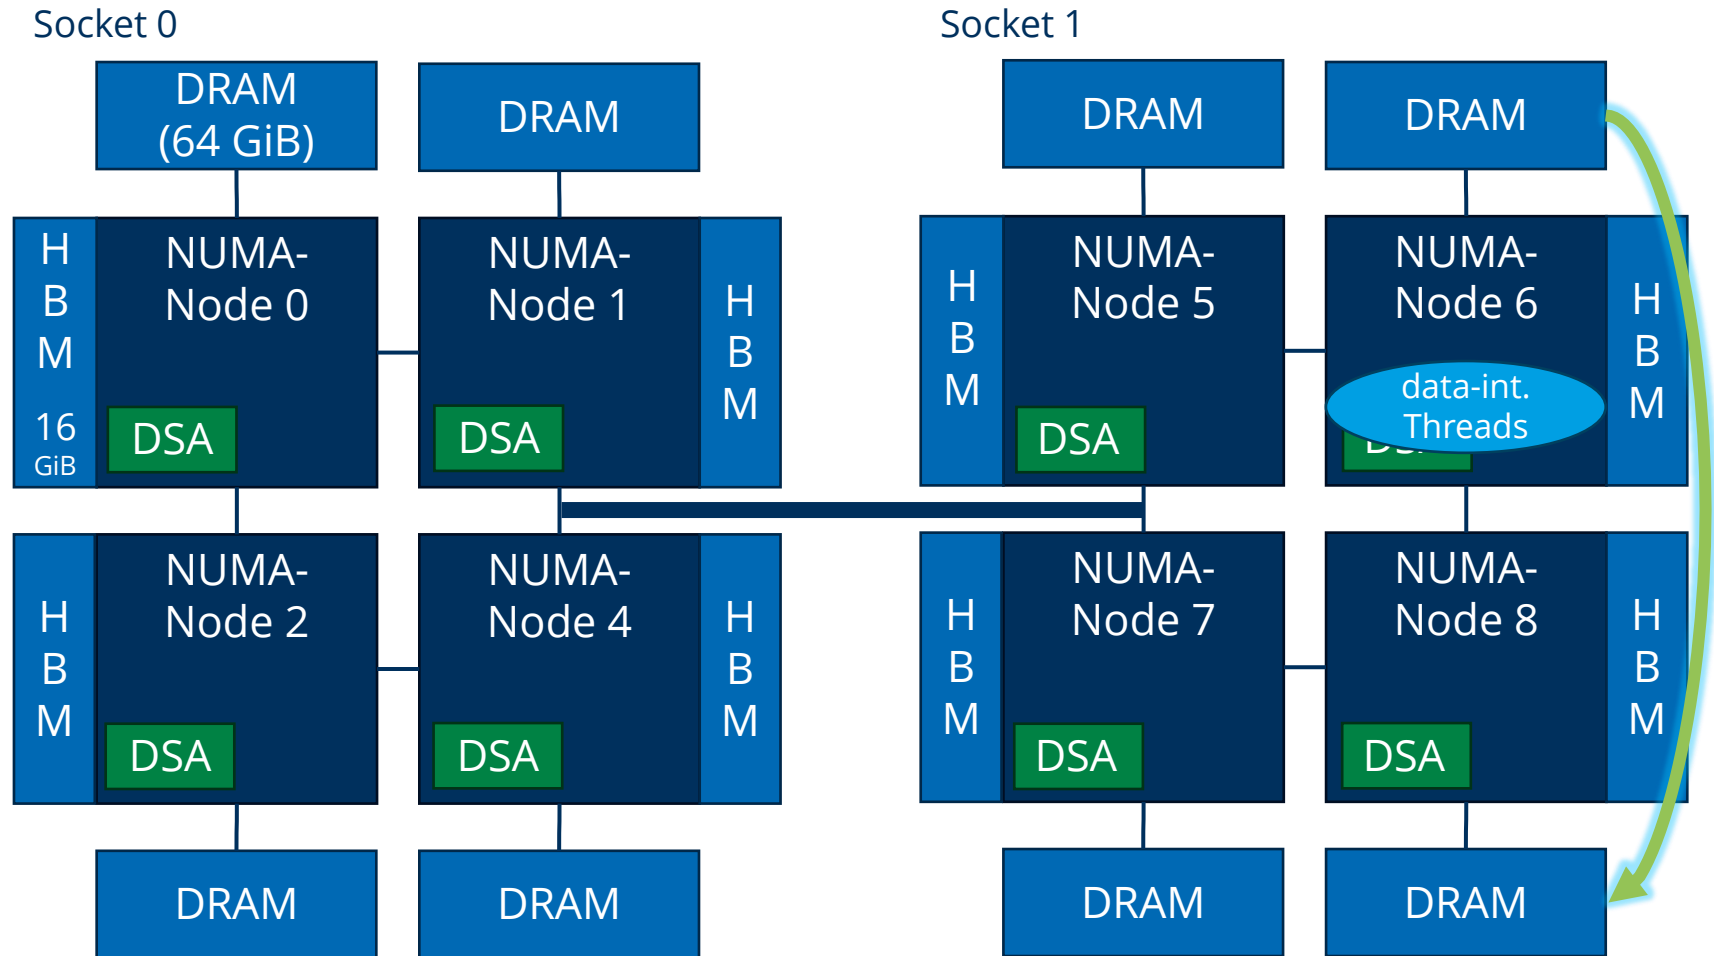 Socket 0
Socket 1
DRAM
(64 GiB)
DRAM
DRAM
DRAM
H
B
M
16
GiB
NUMA-
Node 0
DSA
NUMA-
Node 1
DSA
H
B
M
H
B
M
NUMA-
Node 5
DSA
NUMA-
Node 6
data-int.
Threads
H
B
M
H
B
M
NUMA-
Node 2
DSA
NUMA-
Node 4
DSA
H
B
M
H
B
M
NUMA-
Node 7
DSA
NUMA-
Node 8
DSA
H
B
M
DRAM
DRAM
DRAM
DRAM